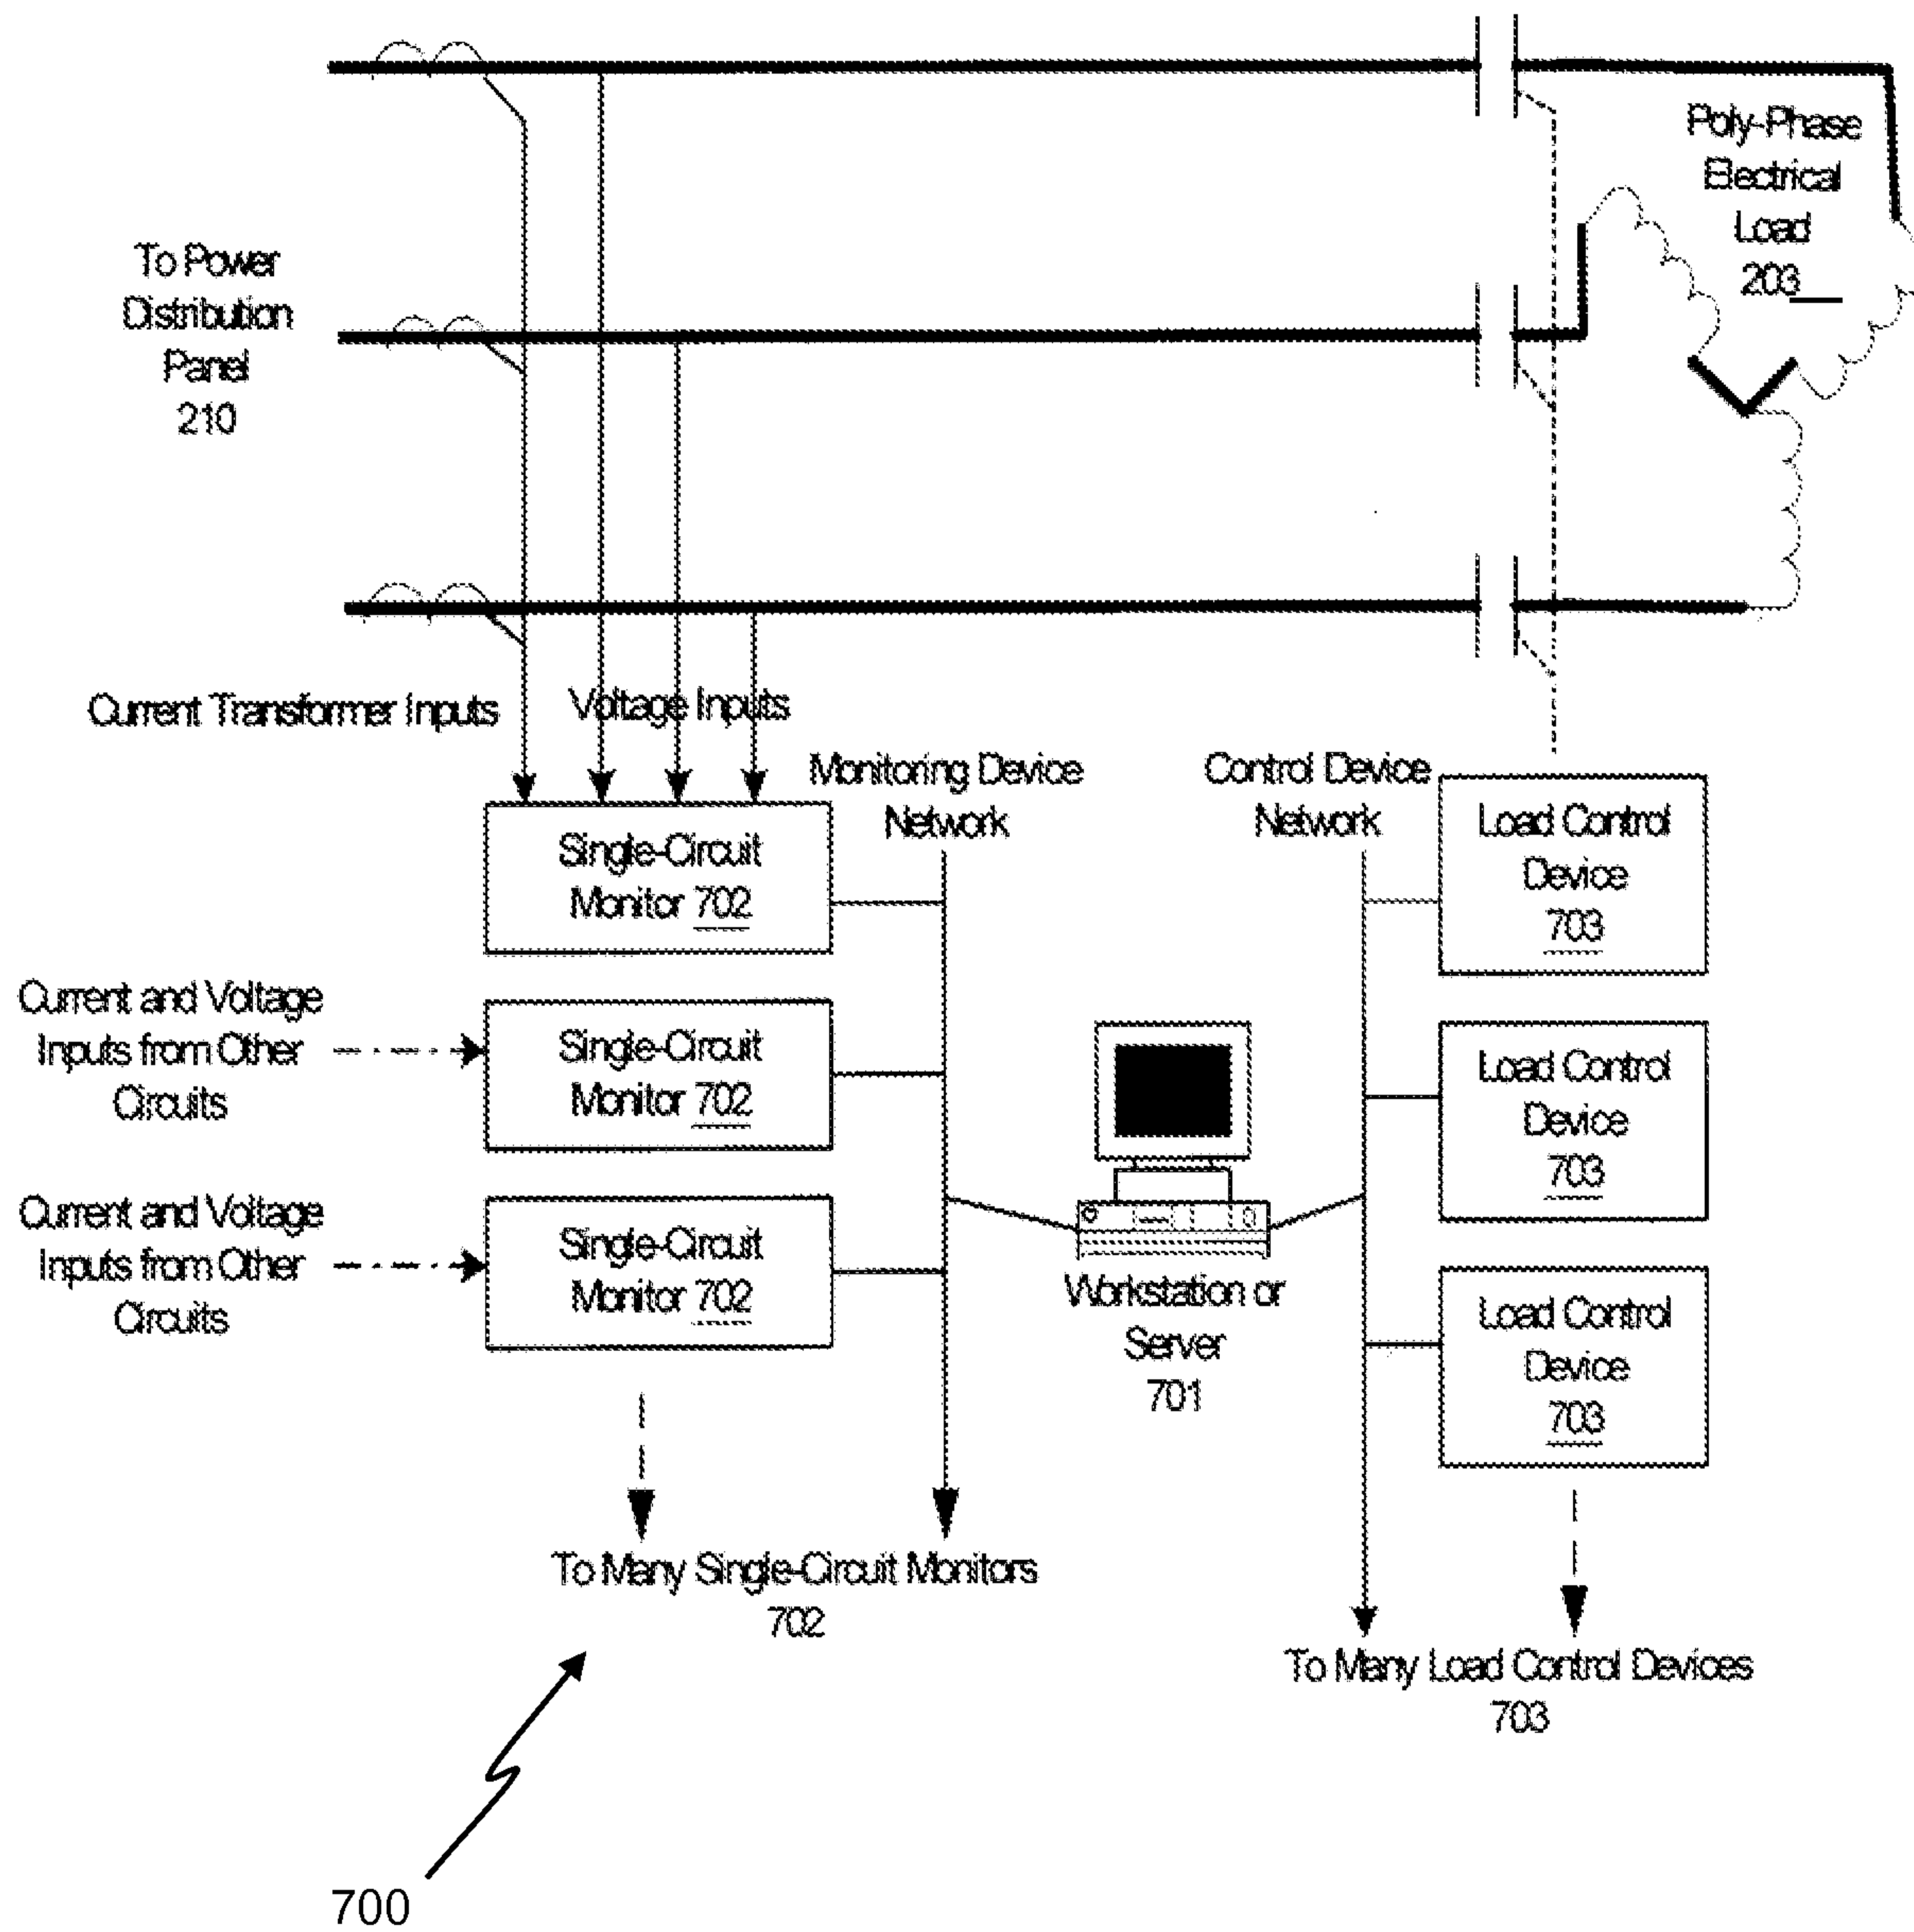 Poly-Phase
Electrical
Load
203
To Power
Distribution
Panel
210
Current Transformer Inputs
Voltage Inputs
Monitoring Device
Network
Control Device
Network
Single-Circuit
Monitor 702
Load Control
Device
703
Current and Voltage
Inputs from Other
Circuits
Single-Circuit
Monitor 702
Load Control
Device
703
Current and Voltage
Inputs from Other
Circuits
Single-Circuit
Monitor 702
Workstation or
Server
701
Load Control
Device
703
To Many Single-Circuit Monitors
702
To Many Load Control Devices
703
700